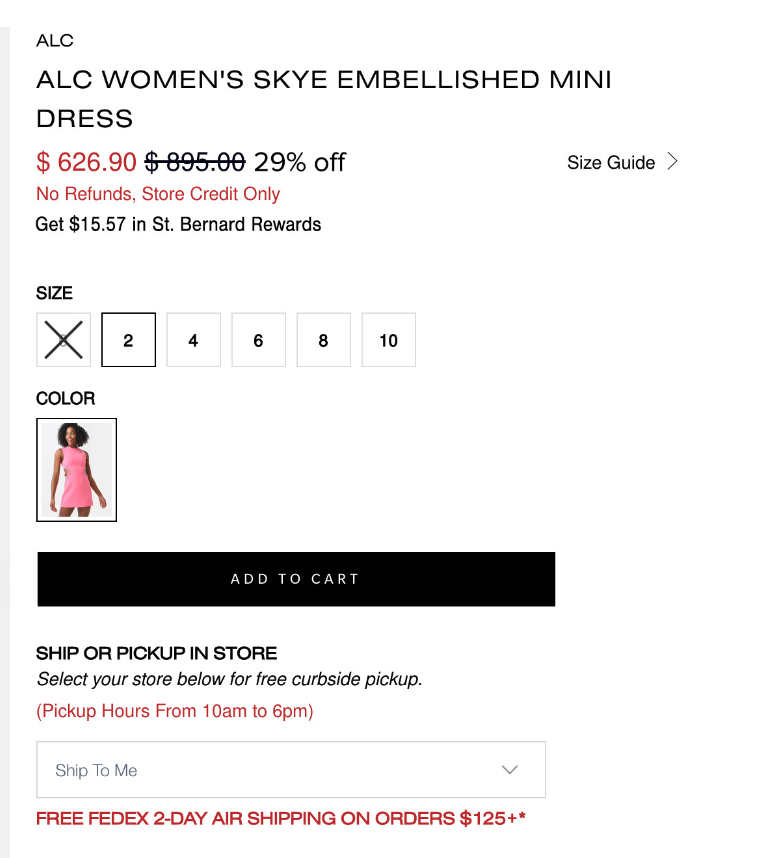 ALC
ALC WOMEN'S SKYE EMBELLISHED MINI
DRESS
$ 626.90 $ 895.00 29% off
Size Guide
No Refunds, Store Credit Only
Get $15.57 in St. Bernard Rewards
SIZE
2 4 6 8 10
COLOR
ADD TO CART
SHIP OR PICKUP IN STORE
Select your store below for free curbside pickup.
(Pickup Hours From 10am to 6pm)
Ship To Me
FREE FEDEX 2-DAY AIR SHIPPING ON ORDERS $125+*